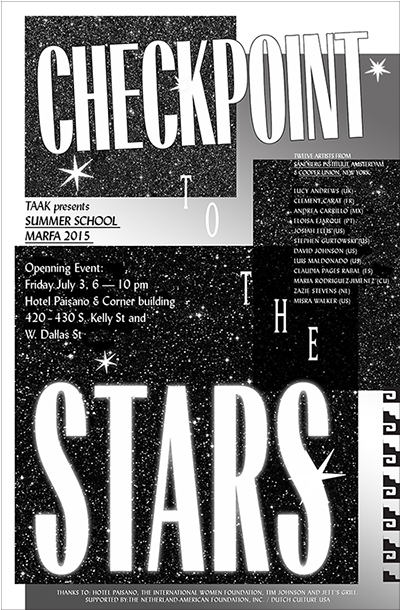 CHECKPOINT
TO
THE
STARS
TWELVE ARTISTS FROM
SANDBERG INSTITUUT, AMSTERDAM
& COOPER UNION, NEW YORK:
LUCY ANDREWS (UK)
CLEMENT CARAT (FR)
ANDREA CARRILLO (MX)
ELOISA EJARQUE (PT)
JOSIAH ELLIS (US)
STEPHEN GURTOWSKI (US)
DAVID JOHNSON (US)
LUIS MALDONADO (US)
CLAUDIA PAGES RABAL (ES)
MARIA RODRIGUEZ-JIMENEZ (CU)
ZAZIE STEVENS (NL)
MISRA WALKER (US)
TAAK presents
SUMMER SCHOOL
MARFA 2015
Openning Event:
Friday July 3, 6 — 10 pm
Hotel Paisano & Corner building
420 - 430 S. Kelly St and
W. Dallas St
THANKS TO: HOTEL PAISANO, THE INTERNATIONAL WOMEN FOUNDATION, TIM JOHNSON AND JETT'S GRILL
SUPPORTED BY: THE NETHERLAND-AMERICAN FOUNDATION, INC. / DUTCH CULTURE USA